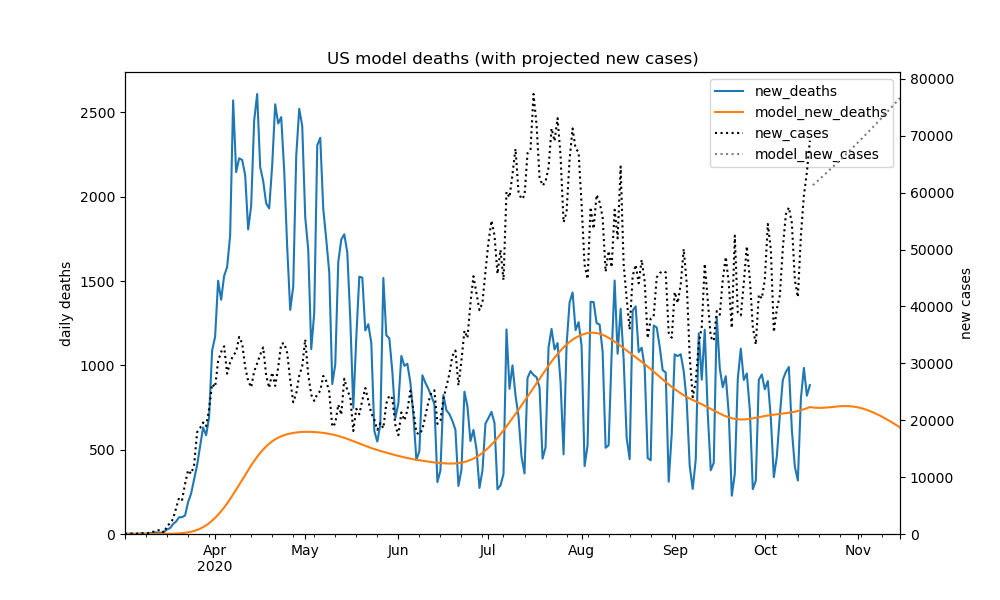 US model deaths (with projected new cases)
new_deaths
model_new_deaths
new_cases
model_new_cases
daily deaths
2500
2000
1500
1000
500
0
80000
70000
60000
50000
40000
30000
20000
10000
0
new cases
Apr May Jun Jul Aug Sep Oct Nov
2020